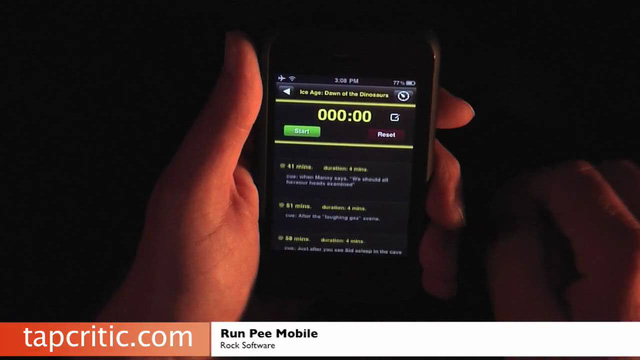 3:08 PM
77%
Ice Age: Dawn of the Dinosaurs
000:00
Start
Reset
41 mins. duration: 4 mins.
cue: when Manny says, "We should all
have our heads examined"
51 mins. duration: 4 mins.
cue: After the "laughing gas" scene.
58 mins. duration: 4 mins.
cue: Just after you see Sid asleep in the cave
tapcritic.com
Run Pee Mobile
Rock Software